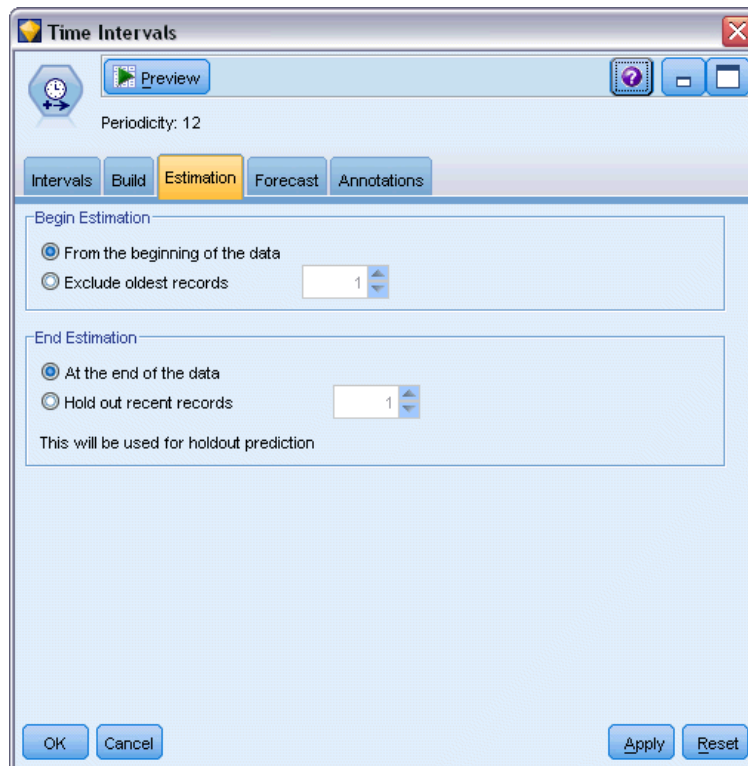 Time Intervals
Preview
Periodicity: 12
Intervals Build Estimation Forecast Annotations
Begin Estimation
From the beginning of the data
Exclude oldest records 1
End Estimation
At the end of the data
Hold out recent records 1
This will be used for holdout prediction
OK Cancel Apply Reset